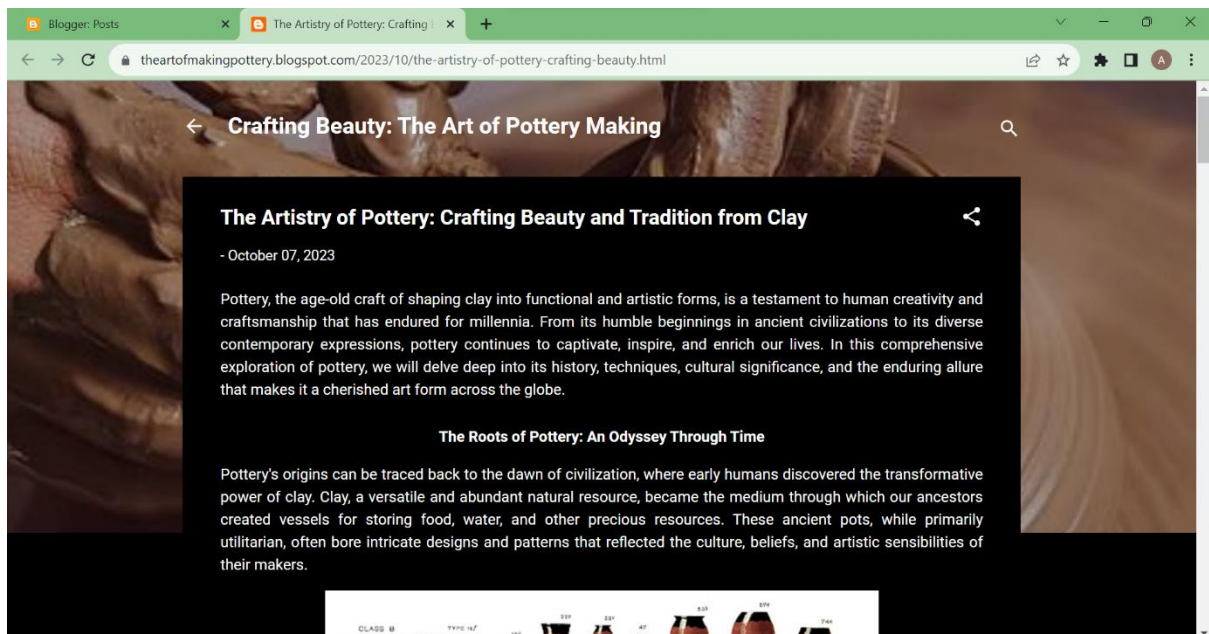 Blogger: Posts
The Artistry of Pottery: Crafting
theartofmakingpottery.blogspot.com/2023/10/the-artistry-of-pottery-crafting-beauty.html
A
Crafting Beauty: The Art of Pottery Making
The Artistry of Pottery: Crafting Beauty and Tradition from Clay
- October 07, 2023
Pottery, the age-old craft of shaping clay into functional and artistic forms, is a testament to human creativity and
craftsmanship that has endured for millennia. From its humble beginnings in ancient civilizations to its diverse
contemporary expressions, pottery continues to captivate, inspire, and enrich our lives. In this comprehensive
exploration of pottery, we will delve deep into its history, techniques, cultural significance, and the enduring allure
that makes it a cherished art form across the globe.
The Roots of Pottery: An Odyssey Through Time
Pottery's origins can be traced back to the dawn of civilization, where early humans discovered the transformative
power of clay. Clay, a versatile and abundant natural resource, became the medium through which our ancestors
created vessels for storing food, water, and other precious resources. These ancient pots, while primarily
utilitarian, often bore intricate designs and patterns that reflected the culture, beliefs, and artistic sensibilities of
their makers.
CLASS B